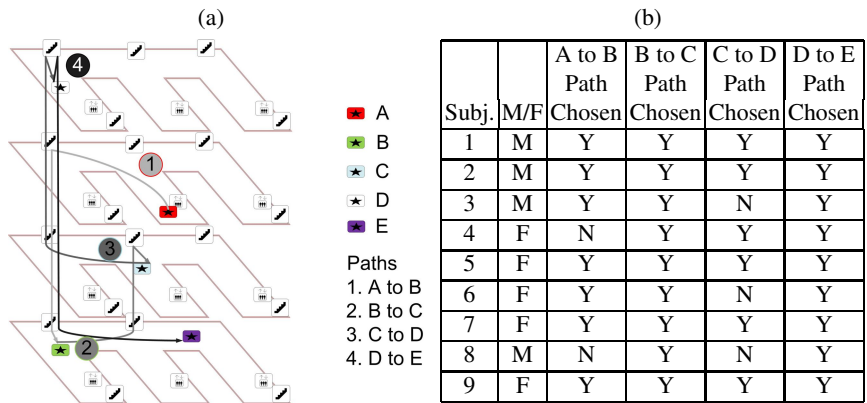 (a)
4
1
3
2
A
B
C
D
E
Paths
1. A to B
2. B to C
3. C to D
4. D to E
(b)
Subj. M/F A to B Path Chosen B to C Path Chosen C to D Path Chosen D to E Path Chosen
1 M Y Y Y Y
2 M Y Y Y Y
3 M Y Y N Y
4 F N Y Y Y
5 F Y Y Y Y
6 F Y Y N Y
7 F Y Y Y Y
8 M N Y N Y
9 F Y Y Y Y